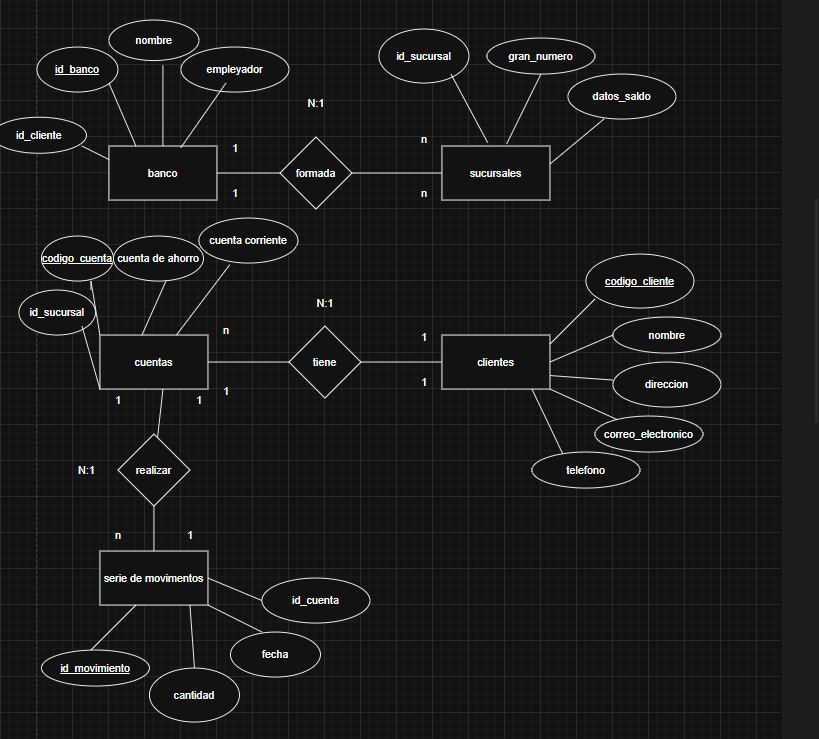 nombre
id_banco
empleyador
id_cliente
banco
1
1
N:1
formada
n
n
id_sucursal
gran_numero
datos_saldo
sucursales
codigo_cuenta
cuenta de ahorro
cuenta corriente
id_sucursal
cuentas
n
1
1
1
N:1
tiene
1
1
clientes
codigo_cliente
nombre
direccion
correo_electronico
telefono
N:1
realizar
n
1
serie de movimentos
id_cuenta
fecha
id_movimiento
cantidad